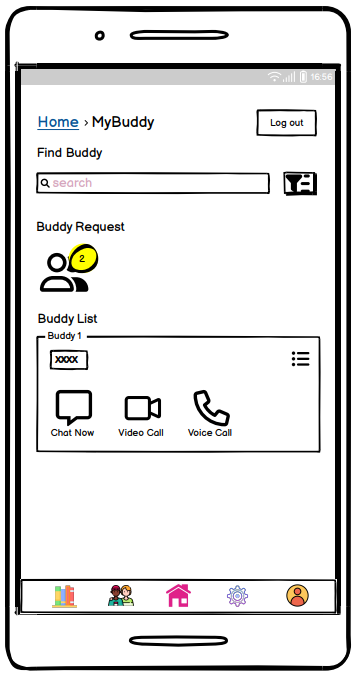 16:56
Home › MyBuddy
Log out
Find Buddy
search
Buddy Request
2
Buddy List
Buddy 1
xxxx
Chat Now
Video Call
Voice Call